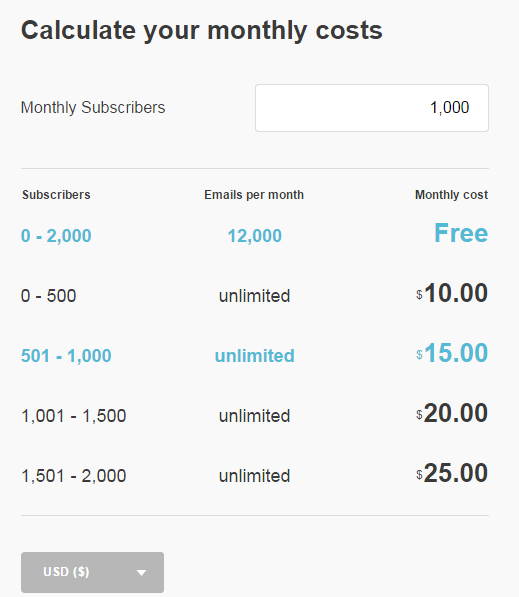 Calculate your monthly costs
Monthly Subscribers 1,000
Subscribers Emails per month Monthly cost
0 - 2,000 12,000 Free
0 - 500 unlimited $10.00
501 - 1,000 unlimited $15.00
1,001 - 1,500 unlimited $20.00
1,501 - 2,000 unlimited $25.00
USD ($)